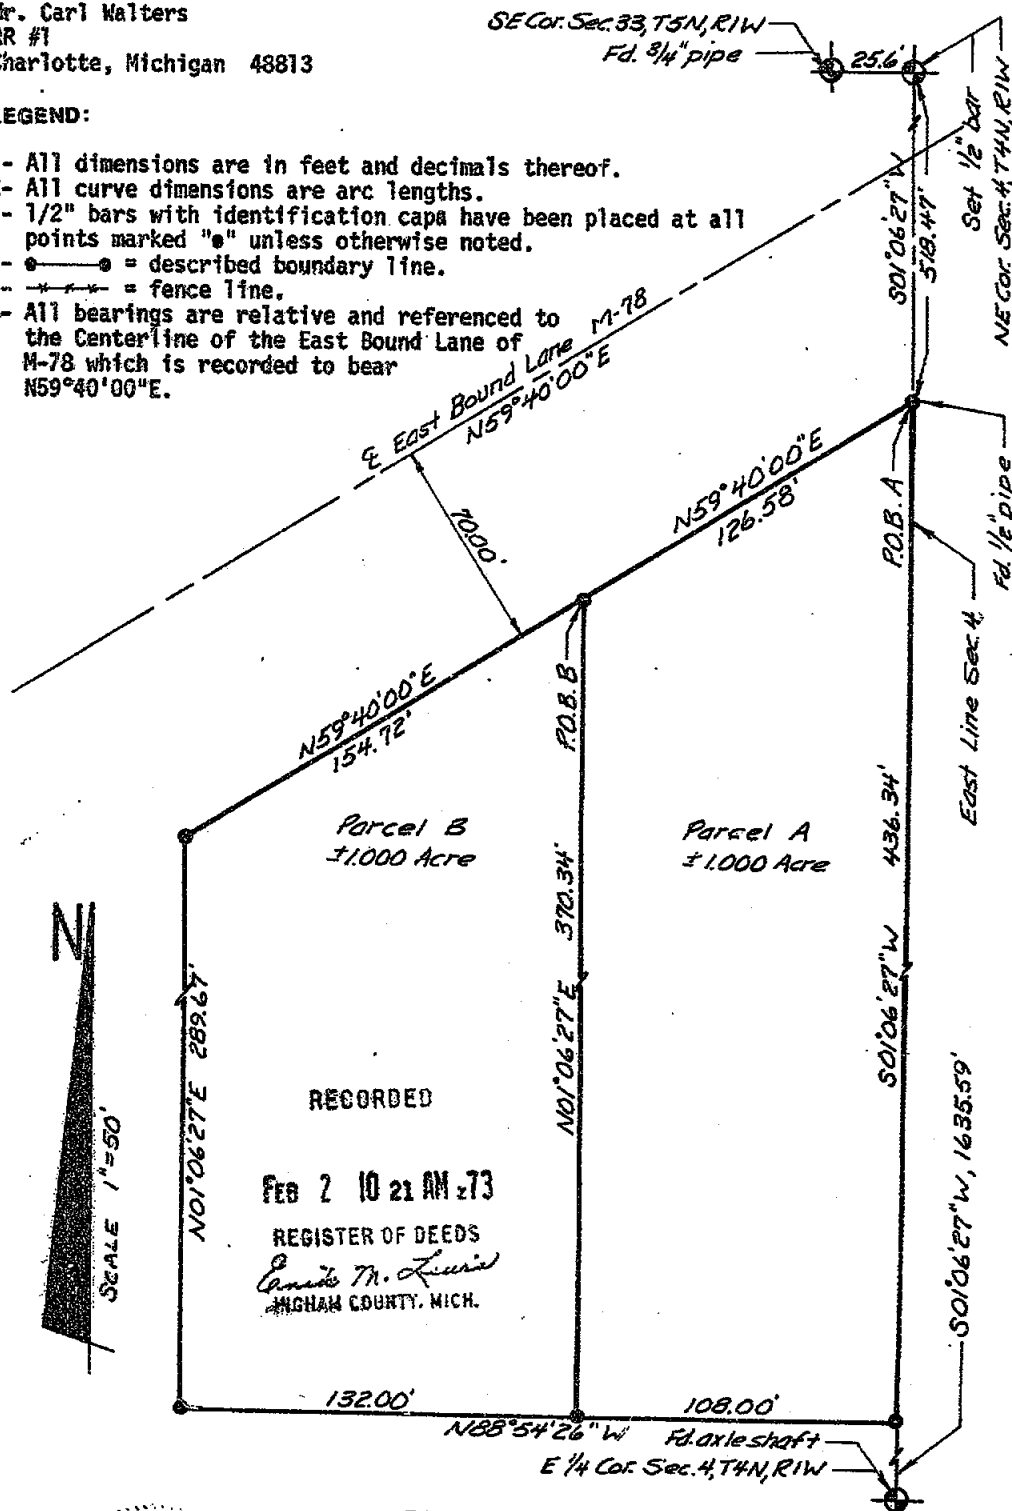 Mr. Carl Walters
RR #1
Charlotte, Michigan 48813
LEGEND:
- All dimensions are in feet and decimals thereof.
- All curve dimensions are arc lengths.
- 1/2" bars with identification caps have been placed at all
points marked "●" unless otherwise noted.
- ●——● = described boundary line.
- -x-x-x- = fence line.
- All bearings are relative and referenced to
the Centerline of the East Bound Lane of
M-78 which is recorded to bear
N59°40'00"E.
SE Cor. Sec. 33, T5N, R1W
Fd. 3/4" pipe
25.6'
Set 1/2" bar
NE Cor. Sec. 4, T4N, R1W
S01°06'27"W
518.47'
℄ East Bound Lane M-78
N59°40'00"E
70.00'
N59°40'00"E
126.58'
P.O.B. A
Fd. 1/2" pipe
East Line Sec. 4
N59°40'00"E
154.72'
P.O.B. B
Parcel B
±1.000 Acre
Parcel A
±1.000 Acre
N01°06'27"E 289.67'
N01°06'27"E 370.34'
S01°06'27"W 436.34'
N
SCALE 1"=50'
RECORDED
FEB 2 10 21 AM '73
REGISTER OF DEEDS
INGHAM COUNTY, MICH.
S01°06'27"W, 1635.59'
132.00'
108.00'
N88°54'26"W
Fd. axle shaft
E 1/4 Cor. Sec. 4, T4N, R1W